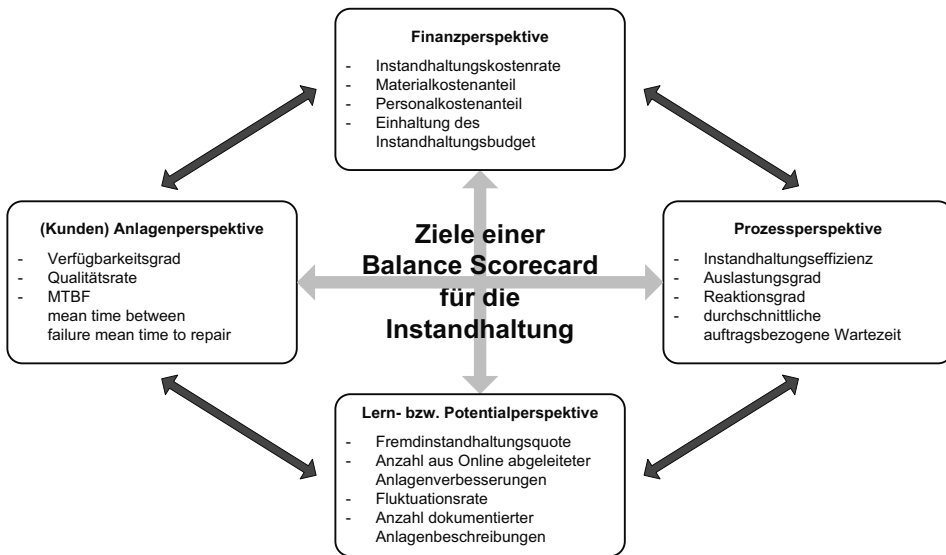 Finanzperspektive
- Instandhaltungskostenrate
- Materialkostenanteil
- Personalkostenanteil
- Einhaltung des
Instandhaltungsbudget
(Kunden) Anlagenperspektive
- Verfügbarkeitsgrad
- Qualitätsrate
- MTBF
mean time between
failure mean time to repair
Ziele einer
Balance Scorecard
für die
Instandhaltung
Prozessperspektive
- Instandhaltungseffizienz
- Auslastungsgrad
- Reaktionsgrad
- durchschnittliche
auftragsbezogene Wartezeit
Lern- bzw. Potentialperspektive
- Fremdinstandhaltungsquote
- Anzahl aus Online abgeleiteter
Anlagenverbesserungen
- Fluktuationsrate
- Anzahl dokumentierter
Anlagenbeschreibungen